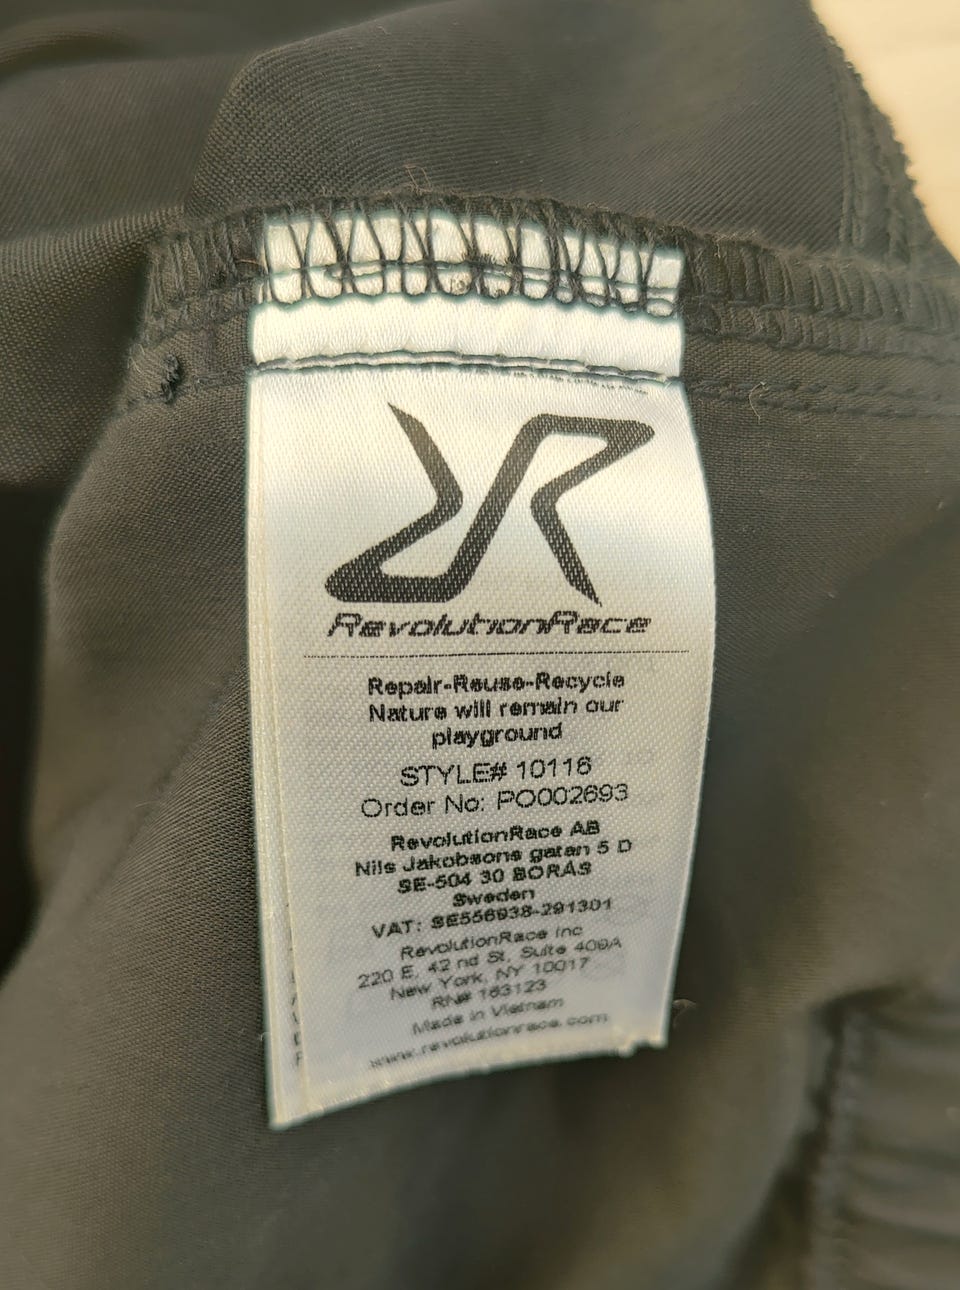 RevolutionRace
Repair-Reuse-Recycle
Nature will remain our
playground
STYLE# 10116
Order No: PO002693
RevolutionRace AB
Nils Jakobsons gatan 5 D
SE-504 30 BORÅS
Sweden
VAT: SE556938-291301
RevolutionRace Inc
220 E. 42 nd St, Suite 409A
New York, NY 10017
RN# 163123
Made in Vietnam
www.revolutionrace.com